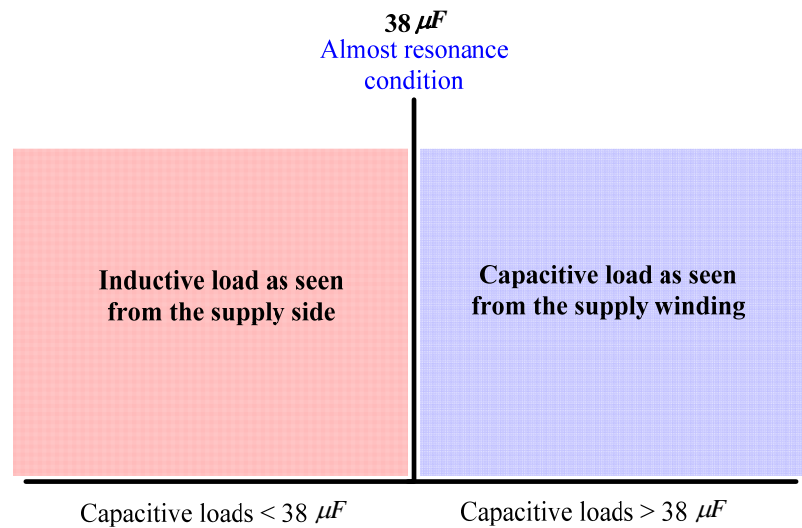 38 μF
Almost resonance
condition
Inductive load as seen
from the supply side
Capacitive load as seen
from the supply winding
Capacitive loads < 38 μF
Capacitive loads > 38 μF